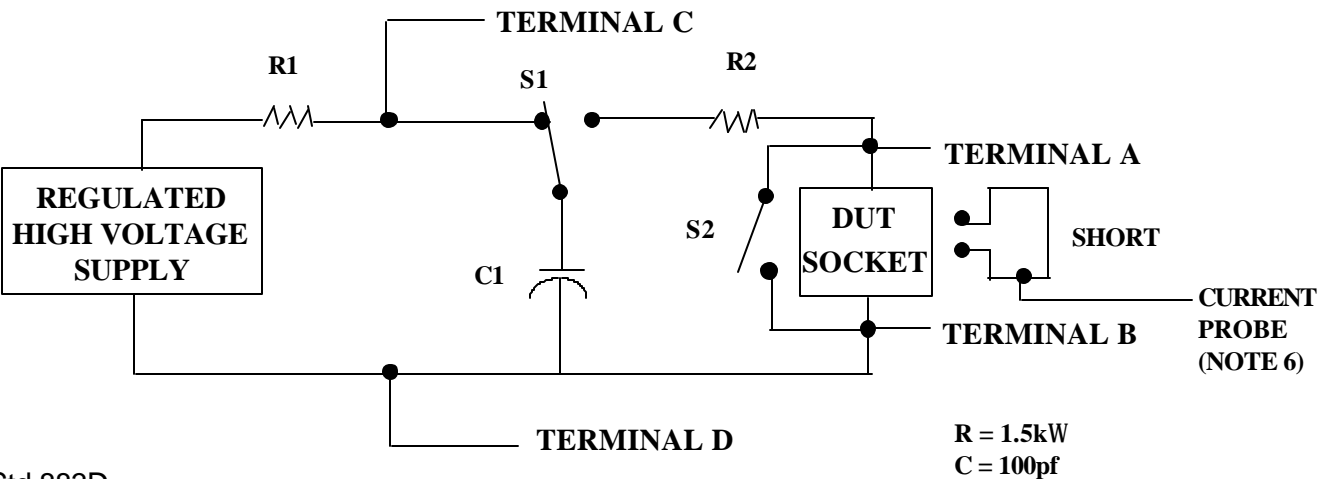 TERMINAL C
R1
S1
R2
TERMINAL A
REGULATED
HIGH VOLTAGE
SUPPLY
S2
DUT
SOCKET
SHORT
C1
CURRENT
PROBE
(NOTE 6)
TERMINAL B
TERMINAL D
R = 1.5kW
C = 100pf